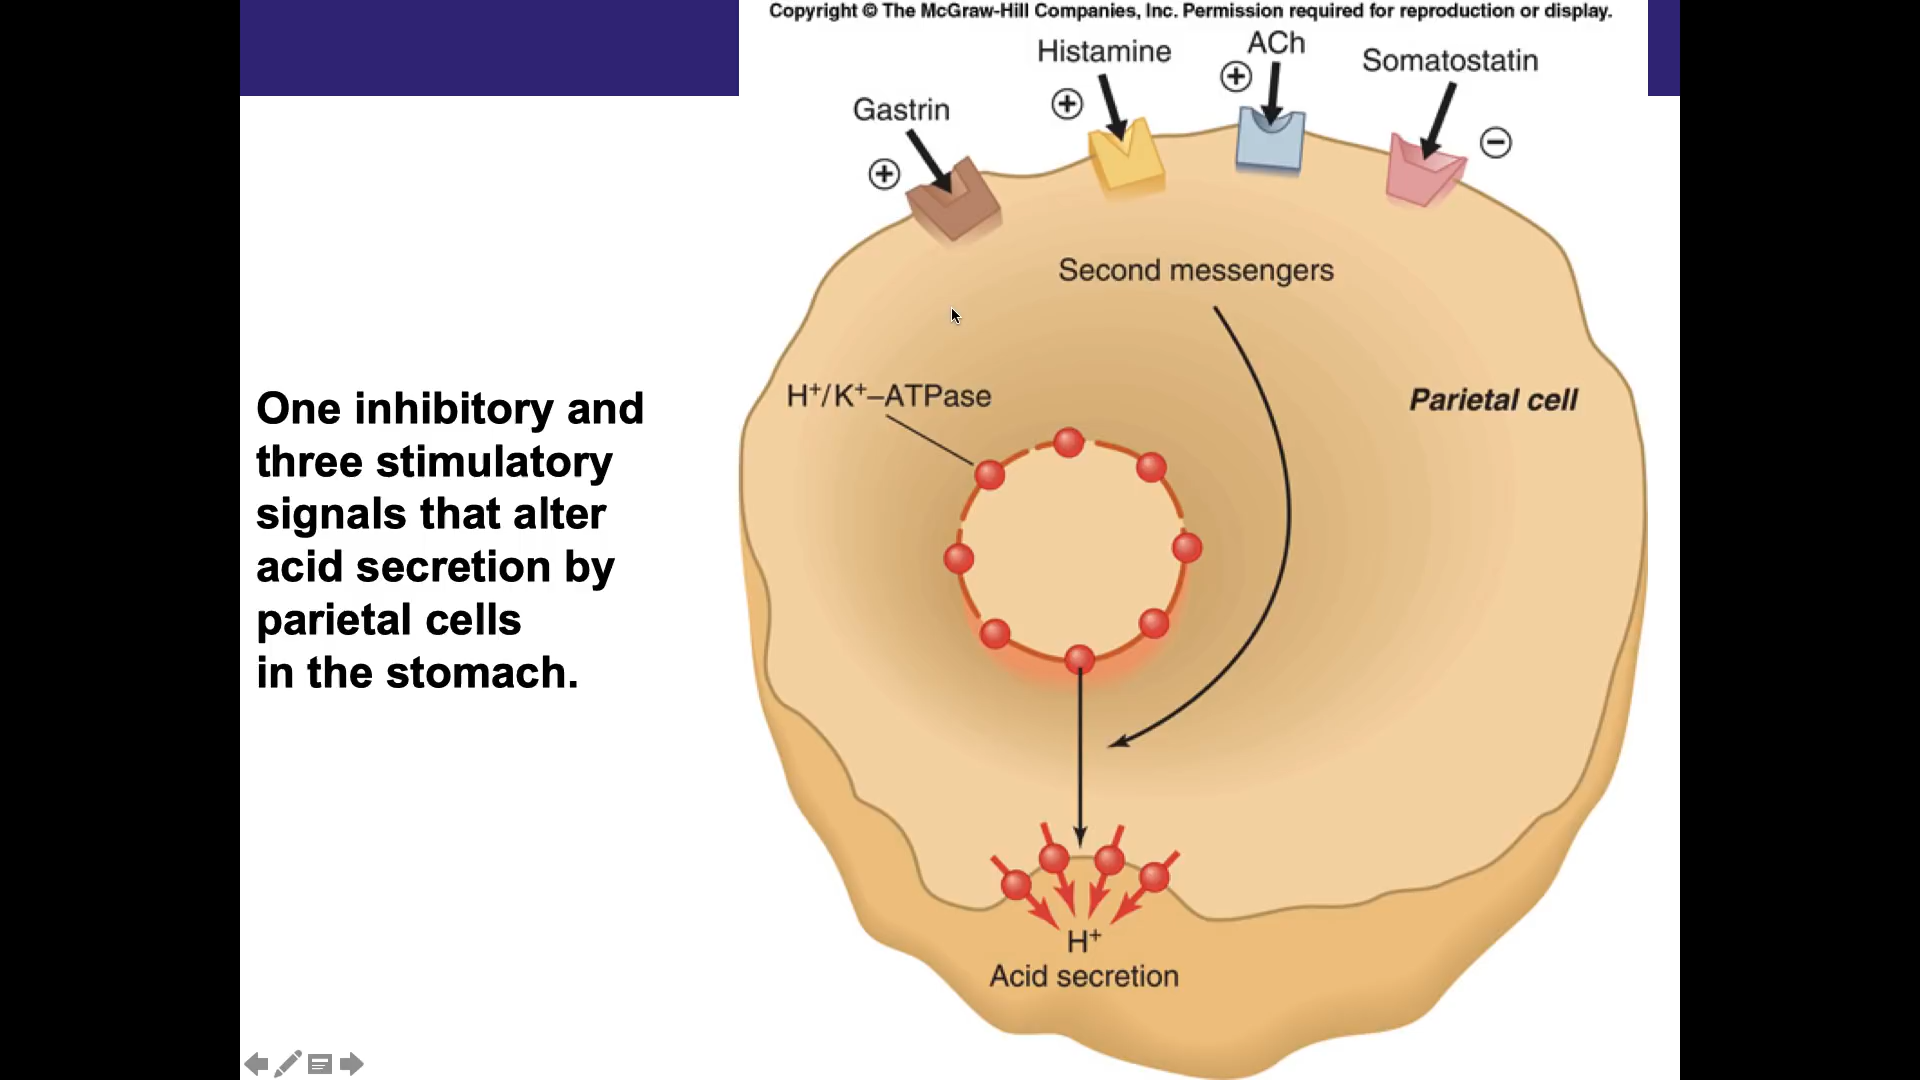 Copyright © The McGraw-Hill Companies, Inc. Permission required for reproduction or display.
Histamine
ACh
Somatostatin
Gastrin
+
+
+
−
Second messengers
H⁺/K⁺–ATPase
Parietal cell
One inhibitory and
three stimulatory
signals that alter
acid secretion by
parietal cells
in the stomach.
H⁺
Acid secretion